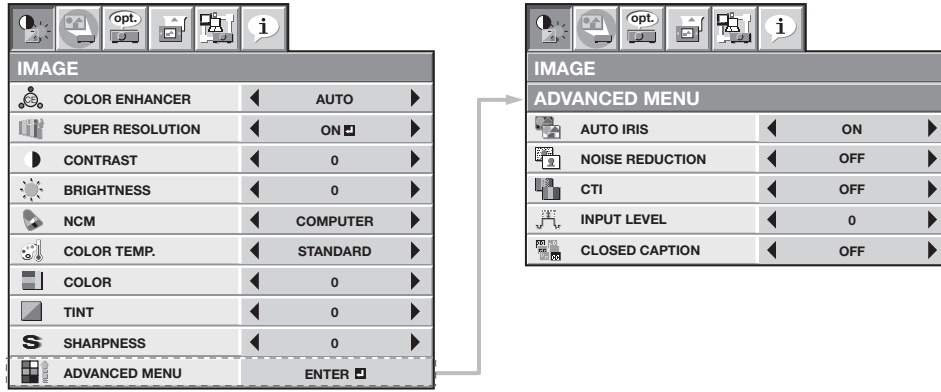 opt.
i
IMAGE
CE COLOR ENHANCER AUTO
SUPER RESOLUTION ON
CONTRAST 0
BRIGHTNESS 0
NCM COMPUTER
COLOR TEMP. STANDARD
COLOR 0
TINT 0
S SHARPNESS 0
ADVANCED MENU ENTER
opt.
i
IMAGE
ADVANCED MENU
AUTO IRIS ON
NOISE REDUCTION OFF
CTI OFF
INPUT LEVEL 0
CLOSED CAPTION OFF